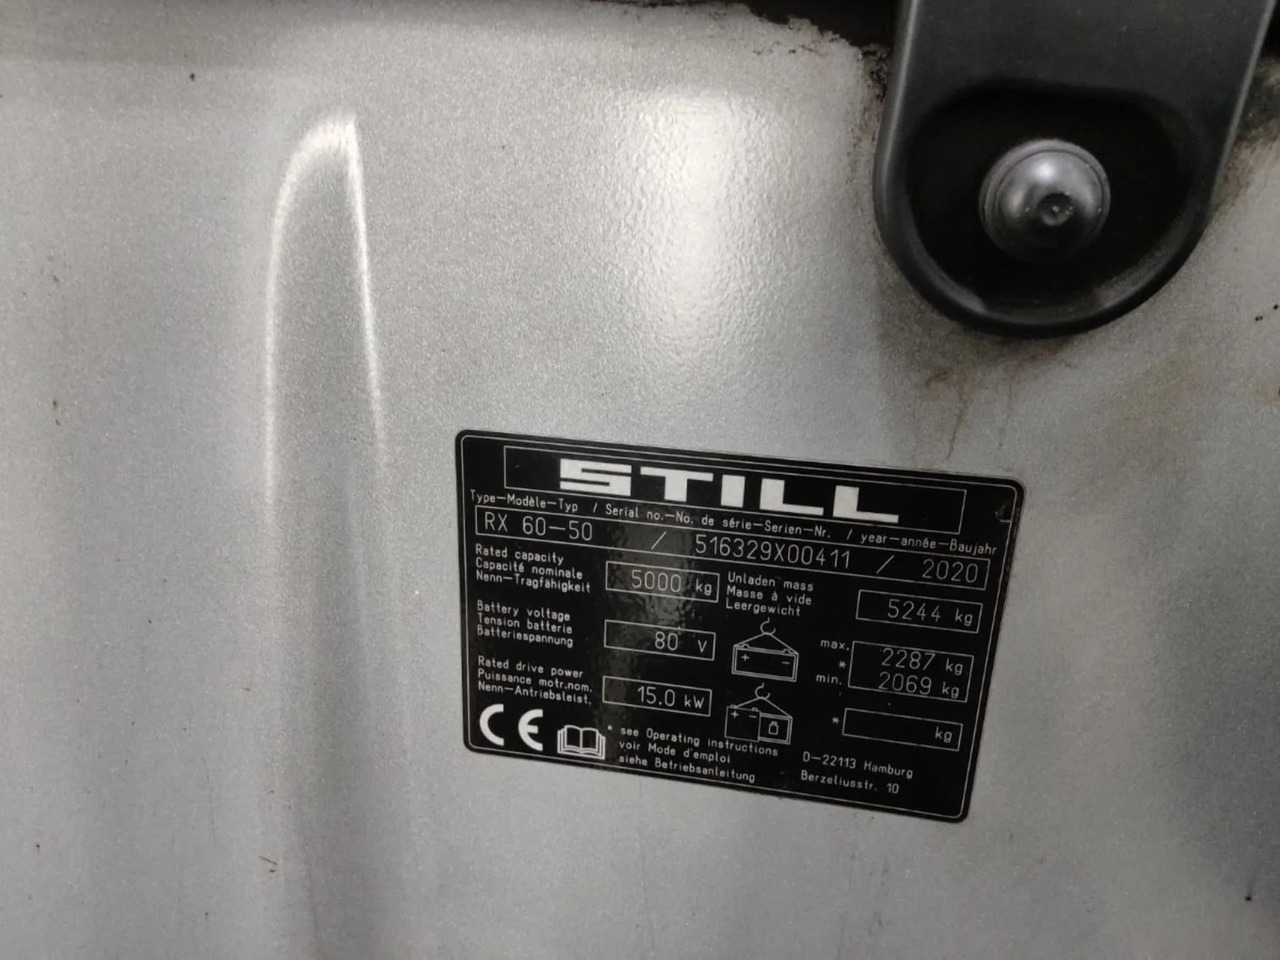 STILL
Type–Modèle–Typ / Serial no.–No. de série–Serien–Nr. / year–année–Baujahr
RX 60–50 / 516329X00411 / 2020
Rated capacity
Capacité nominale
Nenn–Tragfähigkeit
5000 kg
Unladen mass
Masse à vide
Leergewicht
5244 kg
Battery voltage
Tension batterie
Batteriespannung
80 V
+ –
max. 2287 kg
*
min. 2069 kg
Rated drive power
Puissance motr.nom.
Nenn–Antriebsleist.
15.0 kW
+ –
* kg
CE
* see Operating instructions
voir Mode d'emploi
siehe Betriebsanleitung
D–22113 Hamburg
Berzeliusstr. 10